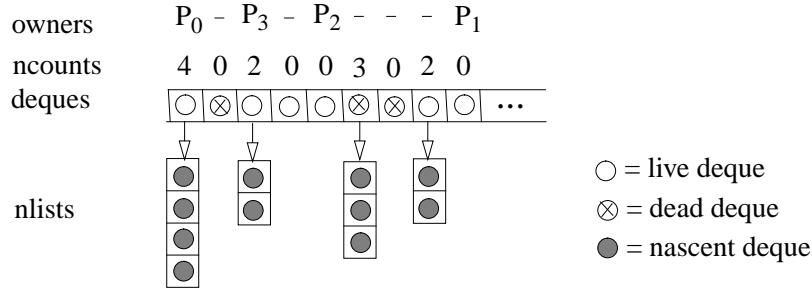 owners P0 - P3 - P2 - - - P1
ncounts 4 0 2 0 0 3 0 2 0
deques ...
nlists
= live deque
= dead deque
= nascent deque